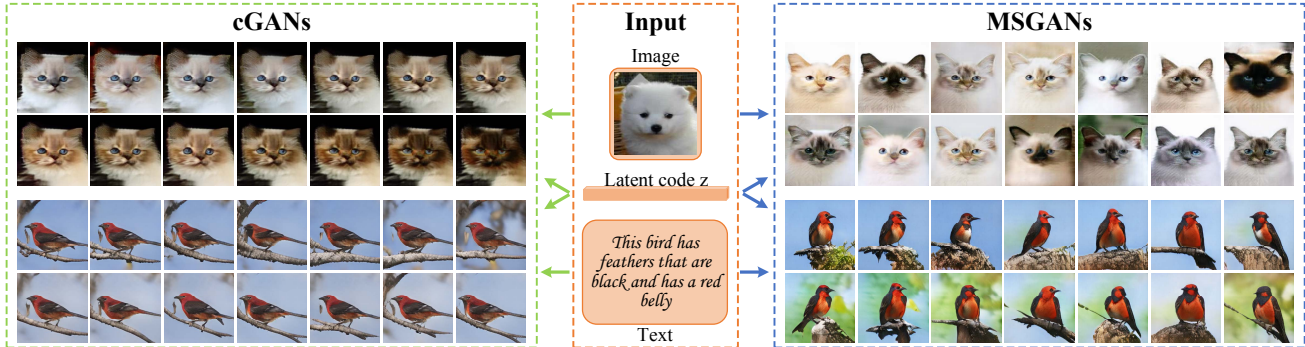 cGANs
Input
MSGANs
Image
Latent code z
This bird has
feathers that are
black and has a red
belly
Text